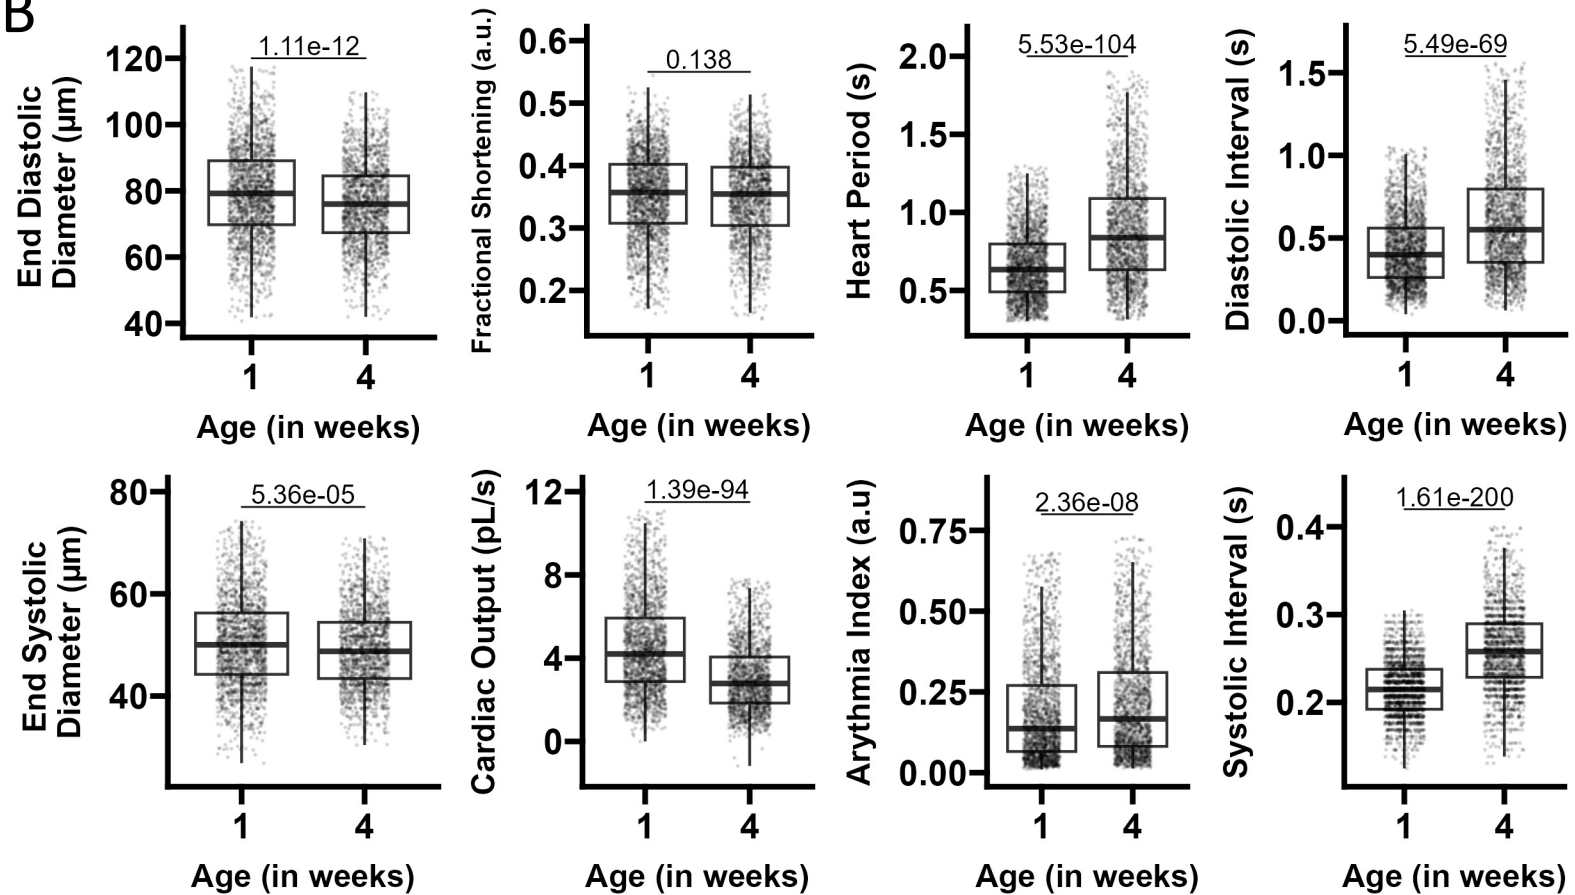 B
End Diastolic
Diameter (µm)
120
100
80
60
40
1.11e-12
1
4
Age (in weeks)
Fractional Shortening (a.u.)
0.6
0.5
0.4
0.3
0.2
0.138
1
4
Age (in weeks)
Heart Period (s)
2.0
1.5
1.0
0.5
5.53e-104
1
4
Age (in weeks)
Diastolic Interval (s)
1.5
1.0
0.5
0.0
5.49e-69
1
4
Age (in weeks)
End Systolic
Diameter (µm)
80
60
40
5.36e-05
1
4
Age (in weeks)
Cardiac Output (pL/s)
12
8
4
0
1.39e-94
1
4
Age (in weeks)
Arythmia Index (a.u)
0.75
0.50
0.25
0.00
2.36e-08
1
4
Age (in weeks)
Systolic Interval (s)
0.4
0.3
0.2
1.61e-200
1
4
Age (in weeks)